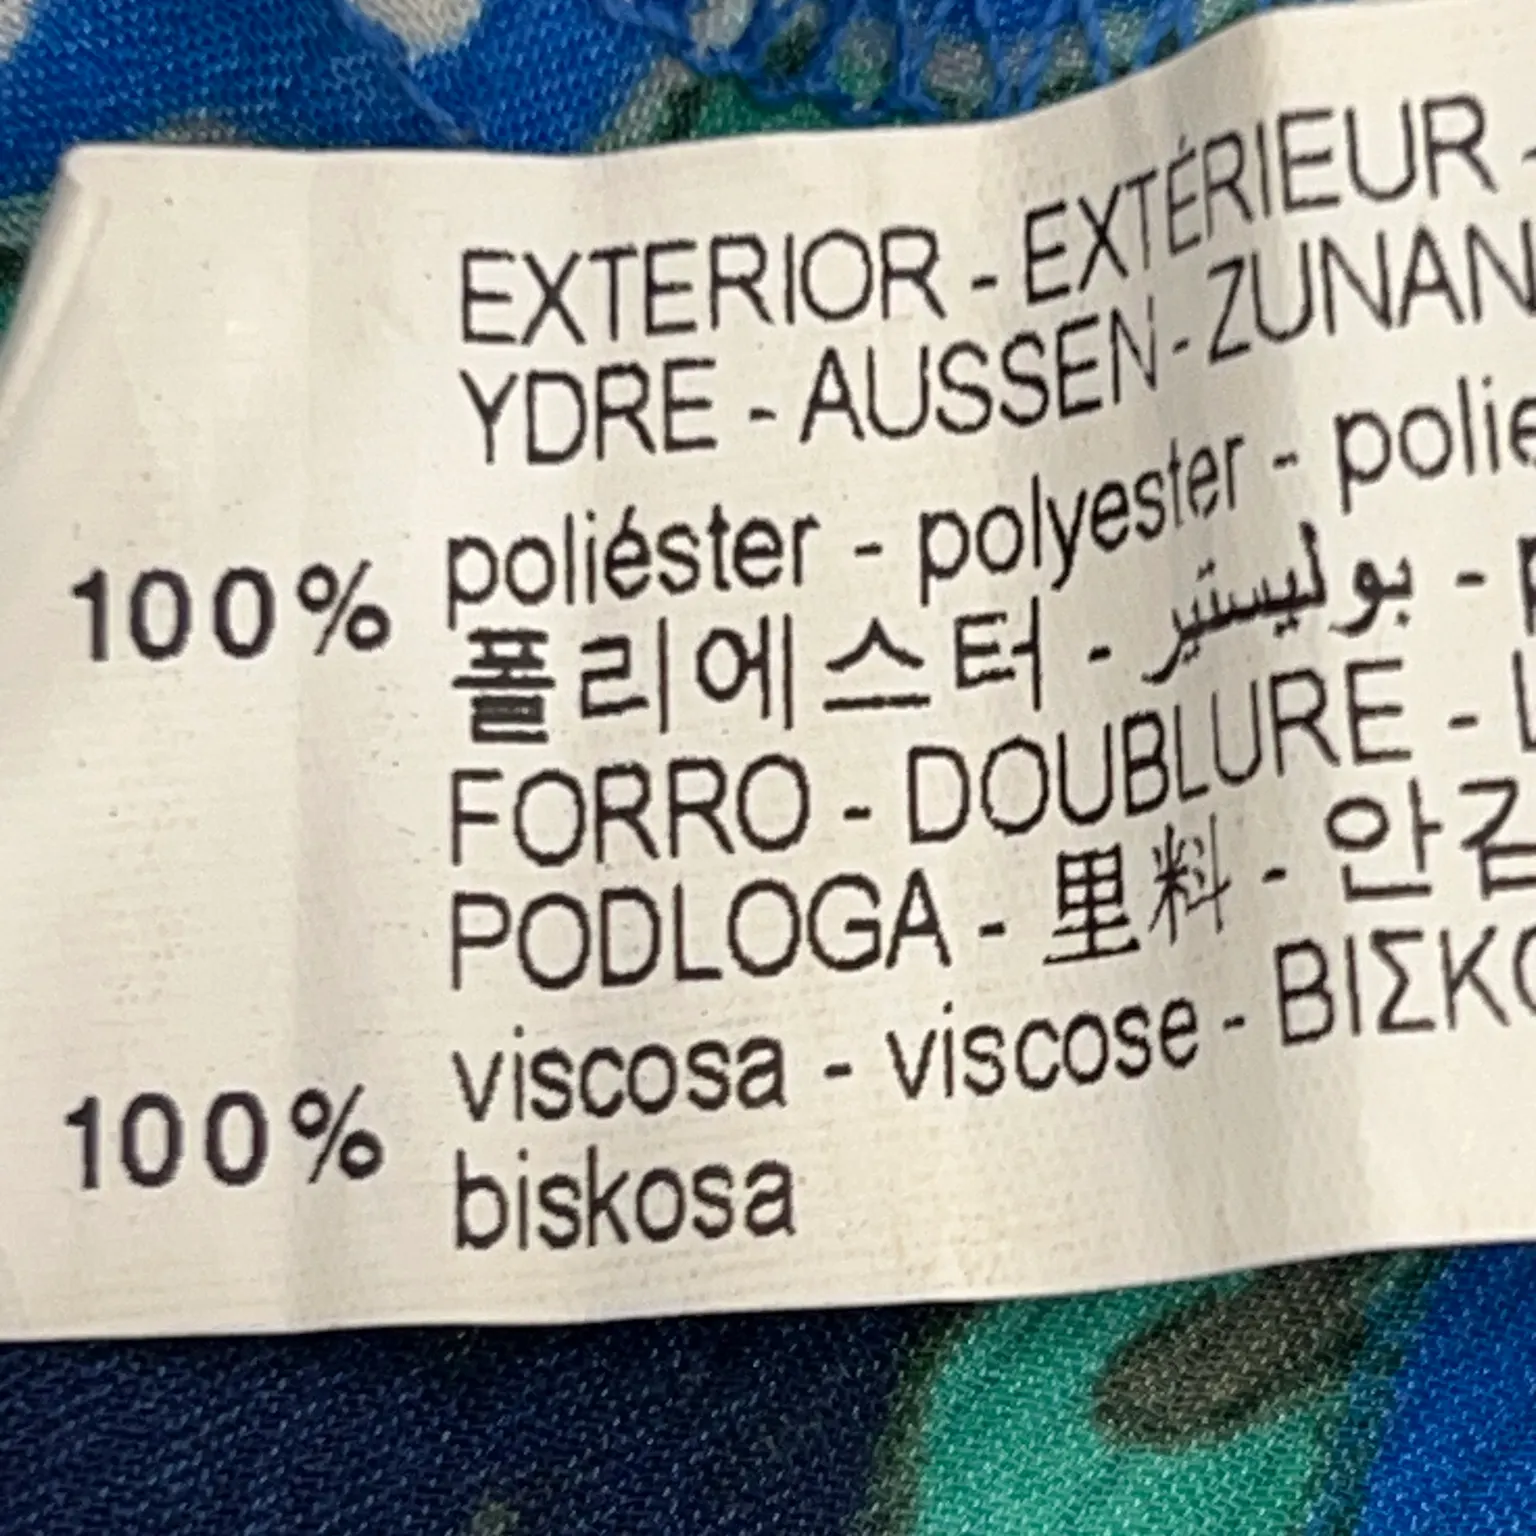 EXTERIOR - EXTÉRIEUR -
YDRE - AUSSEN - ZUNAN
100% poliéster - polyester - polie
폴리에스터 - بوليستير -
FORRO - DOUBLURE -
PODLOGA - 里料 - 안감
viscosa - viscose - ΒΙΣΚΟ
100% biskosa